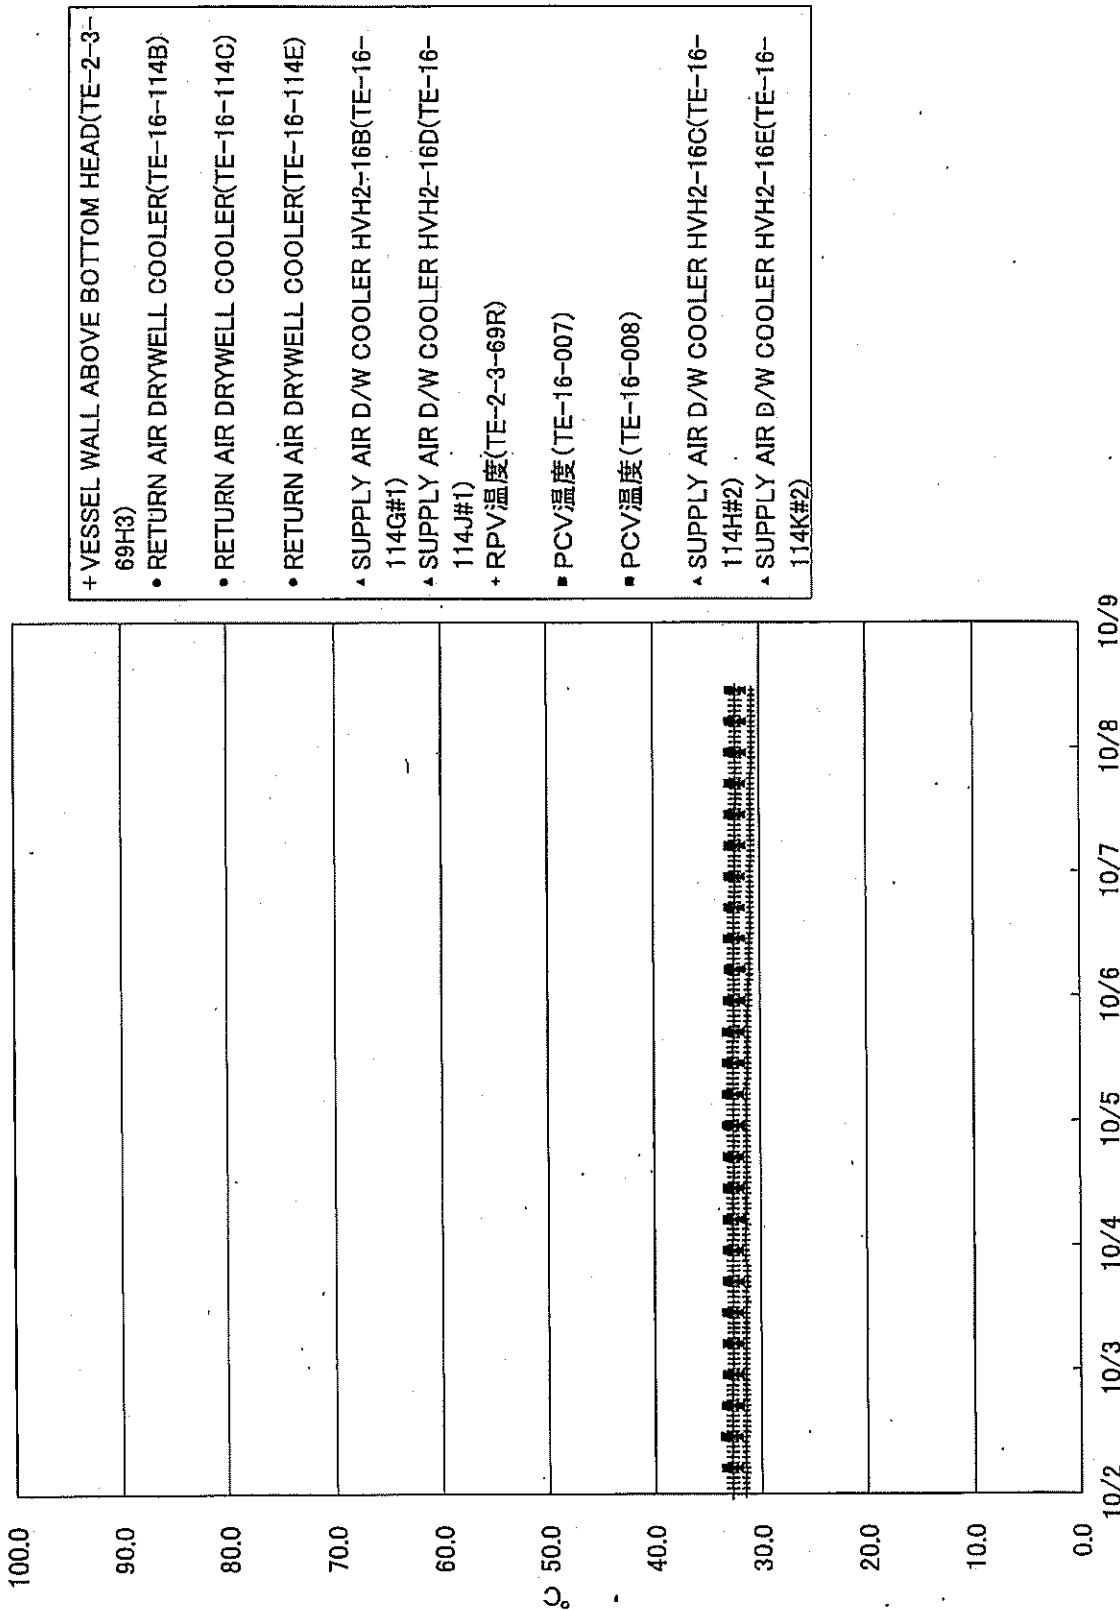 100.0
90.0
80.0
70.0
60.0
50.0
40.0
30.0
20.0
10.0
0.0
℃
10/2
10/3
10/4
10/5
10/6
10/7
10/8
10/9
+ VESSEL WALL ABOVE BOTTOM HEAD(TE-2-3-
69H3)
● RETURN AIR DRYWELL COOLER(TE-16-114B)
● RETURN AIR DRYWELL COOLER(TE-16-114C)
● RETURN AIR DRYWELL COOLER(TE-16-114E)
▲ SUPPLY AIR D/W COOLER HVH2-16B(TE-16-
114G#1)
▲ SUPPLY AIR D/W COOLER HVH2-16D(TE-16-
114J#1)
+ RPV温度(TE-2-3-69R)
■ PCV温度(TE-16-007)
■ PCV温度(TE-16-008)
▲ SUPPLY AIR D/W COOLER HVH2-16C(TE-16-
114H#2)
▲ SUPPLY AIR D/W COOLER HVH2-16E(TE-16-
114K#2)